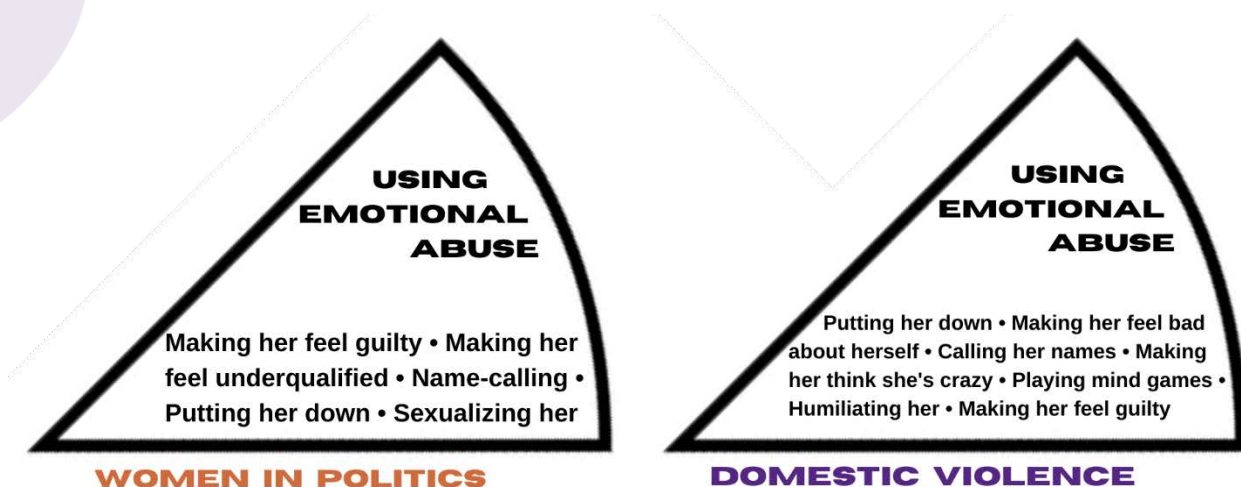 USING
EMOTIONAL
ABUSE
Making her feel guilty • Making her
feel underqualified • Name-calling •
Putting her down • Sexualizing her
WOMEN IN POLITICS
USING
EMOTIONAL
ABUSE
Putting her down • Making her feel bad
about herself • Calling her names • Making
her think she's crazy • Playing mind games •
Humiliating her • Making her feel guilty
DOMESTIC VIOLENCE